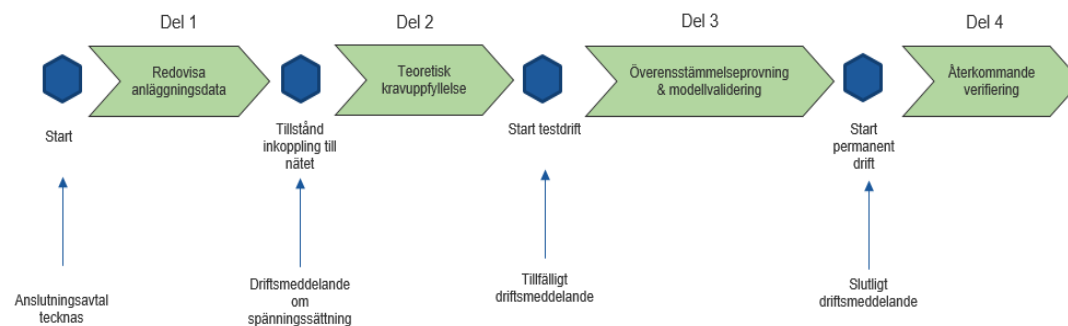 Del 1
Del 2
Del 3
Del 4
Redovisa
anläggningsdata
Teoretisk
kravuppfyllelse
Överensstämmelseprovning
& modellvalidering
Återkommande
verifiering
Start
Tillstånd
inkoppling till
nätet
Start testdrift
Start
permanent
drift
Anslutningsavtal
tecknas
Driftsmeddelande
om
spänningssättning
Tillfälligt
driftsmeddelande
Slutligt
driftsmeddelande